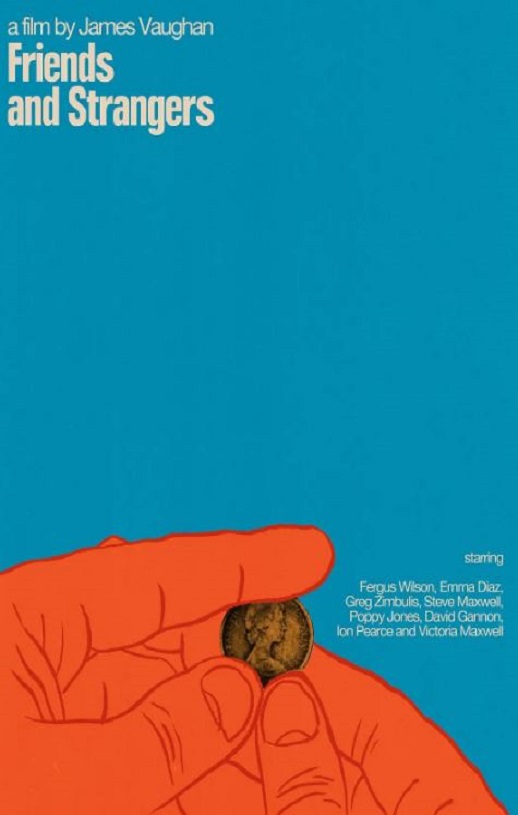 a film by James Vaughan
Friends
and Strangers
starring
Fergus Wilson, Emma Diaz,
Greg Zimbulis, Steve Maxwell,
Poppy Jones, David Gannon,
Ion Pearce and Victoria Maxwell